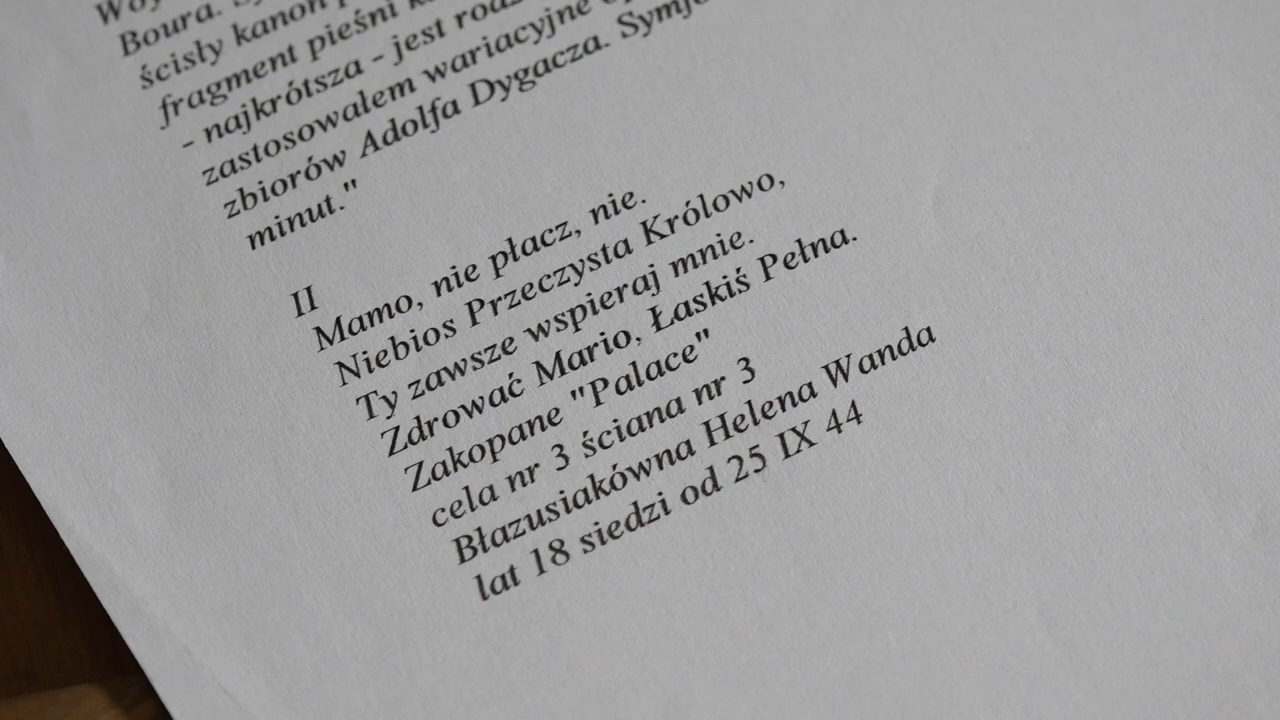 Boura.
ścisły kanon
fragment pieśni
- najkrótsza - jest
zastosowałem wariacyjne
zbiorów Adolfa Dygacza.
minut."
II
Mamo, nie płacz, nie.
Niebios Przeczysta Królowo,
Ty zawsze wspieraj mnie.
Zdrować Mario, Łaskiś Pełna.
Zakopane "Palace"
cela nr 3 ściana nr 3
Błazusiakówna Helena Wanda
lat 18 siedzi od 25 IX 44